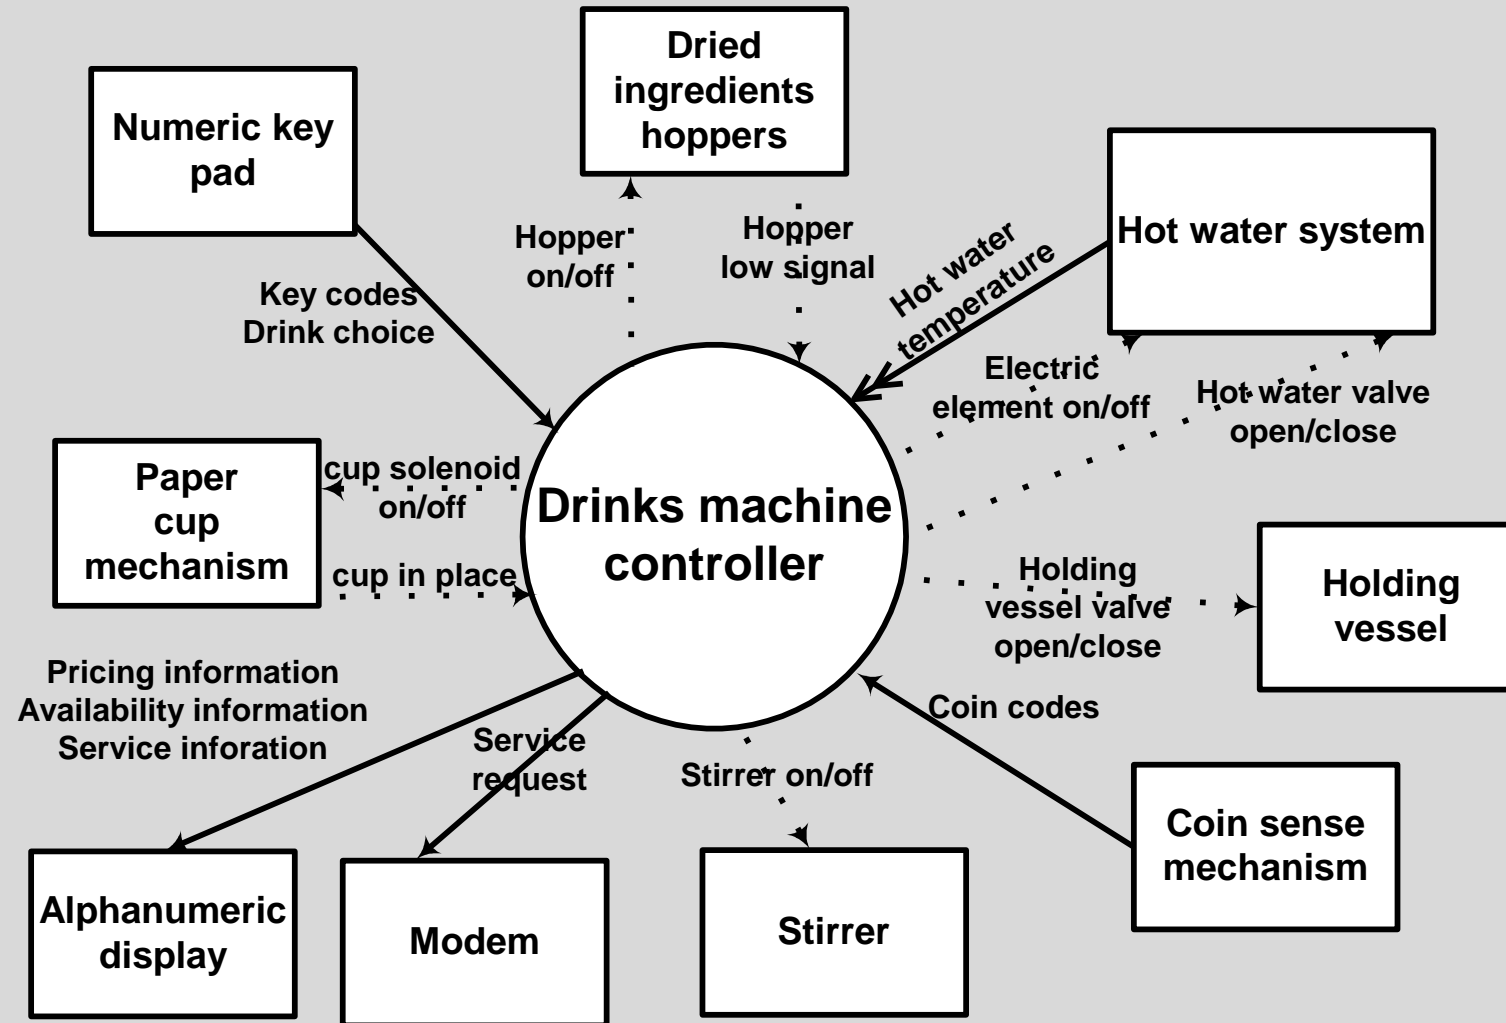 Dried
ingredients
hoppers
Numeric key
pad
Hot water system
Hopper
on/off
Hopper
low signal
Hot water
temperature
Key codes
Drink choice
Electric
element on/off
Hot water valve
open/close
Paper
cup
mechanism
cup solenoid
on/off
cup in place
Drinks machine
controller
Holding
vessel valve
open/close
Holding
vessel
Pricing information
Availability information
Service inforation
Service
request
Stirrer on/off
Coin codes
Coin sense
mechanism
Alphanumeric
display
Modem
Stirrer